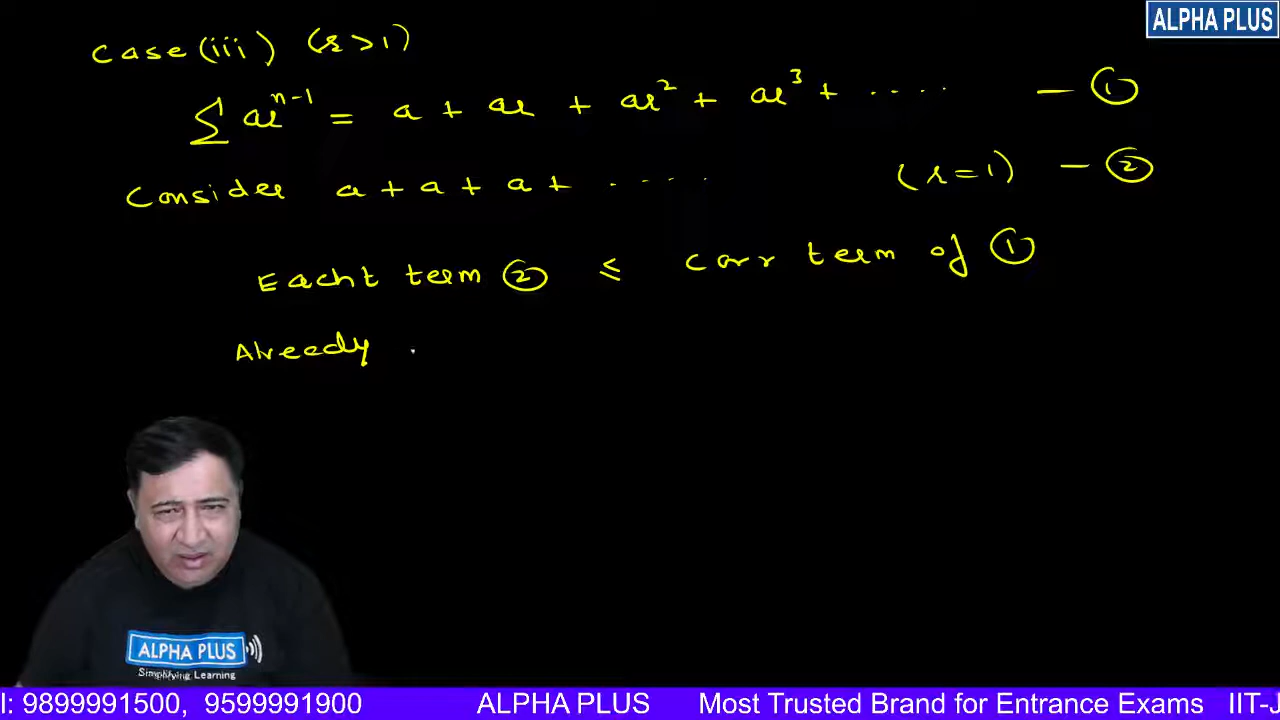 ALPHA PLUS
Case (iii) (r > 1)
∑ ar^{n-1} = a + ar + ar² + ar³ + ........ — ①
Consider a + a + a + ........ (r = 1) — ②
Eacht term ② ≤ corr term of ①
Already
ALPHA PLUS
Simplifying Learning
I: 9899991500, 9599991900 ALPHA PLUS Most Trusted Brand for Entrance Exams IIT-J